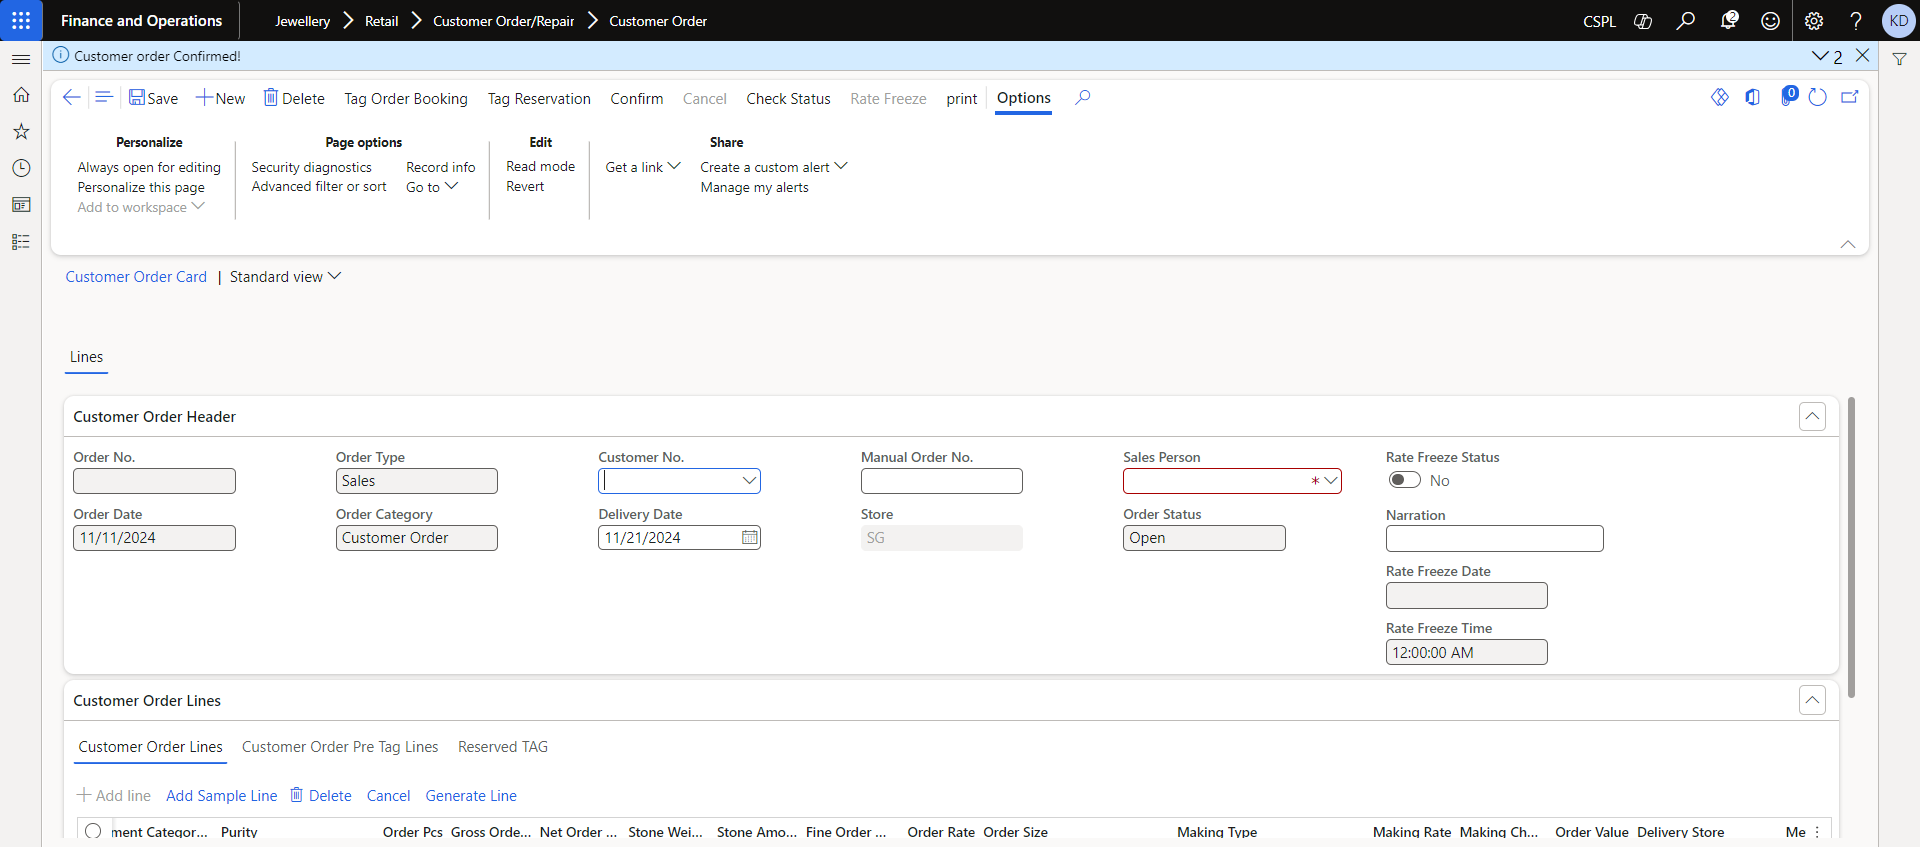 Finance and Operations
Jewellery
Retail
Customer Order/Repair
Customer Order
CSPL
2
?
KD
Customer order Confirmed!
2
Save
New
Delete
Tag Order Booking
Tag Reservation
Confirm
Cancel
Check Status
Rate Freeze
print
Options
0
Personalize
Always open for editing
Personalize this page
Add to workspace
Page options
Security diagnostics
Advanced filter or sort
Record info
Go to
Edit
Read mode
Revert
Get a link
Share
Create a custom alert
Manage my alerts
Customer Order Card | Standard view
Lines
Customer Order Header
Order No.
Order Date
11/11/2024
Order Type
Sales
Order Category
Customer Order
Customer No.
Delivery Date
11/21/2024
Manual Order No.
Store
SG
Sales Person
*
Order Status
Open
Rate Freeze Status
No
Narration
Rate Freeze Date
Rate Freeze Time
12:00:00 AM
Customer Order Lines
Customer Order Lines
Customer Order Pre Tag Lines
Reserved TAG
Add line
Add Sample Line
Delete
Cancel
Generate Line
ment Categor...
Purity
Order Pcs
Gross Orde...
Net Order ...
Stone Wei...
Stone Amo...
Fine Order ...
Order Rate
Order Size
Making Type
Making Rate
Making Ch...
Order Value
Delivery Store
Me